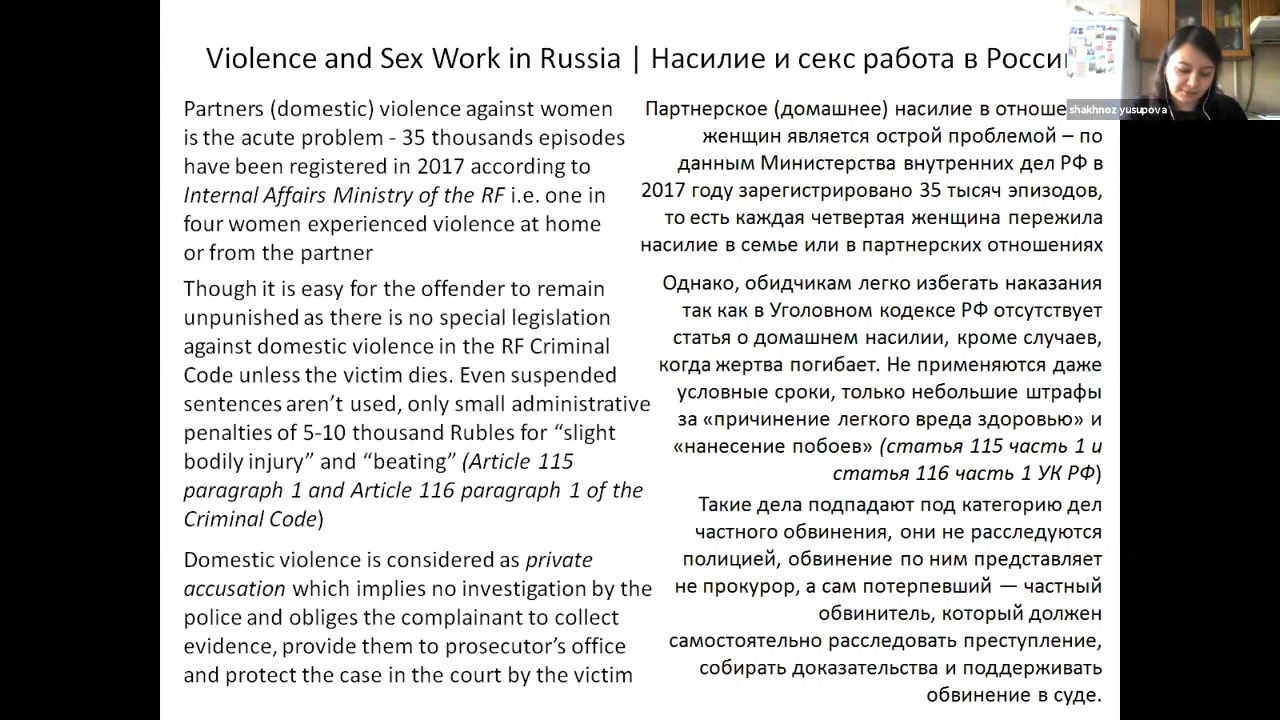 Violence and Sex Work in Russia | Насилие и секс работа в Росси
shakhnoz yusupova
Partners (domestic) violence against women
is the acute problem - 35 thousands episodes
have been registered in 2017 according to
Internal Affairs Ministry of the RF i.e. one in
four women experienced violence at home
or from the partner
Though it is easy for the offender to remain
unpunished as there is no special legislation
against domestic violence in the RF Criminal
Code unless the victim dies. Even suspended
sentences aren’t used, only small administrative
penalties of 5-10 thousand Rubles for “slight
bodily injury” and “beating” (Article 115
paragraph 1 and Article 116 paragraph 1 of the
Criminal Code)
Domestic violence is considered as private
accusation which implies no investigation by the
police and obliges the complainant to collect
evidence, provide them to prosecutor’s office
and protect the case in the court by the victim
Партнерское (домашнее) насилие в отноше
женщин является острой проблемой – по
данным Министерства внутренних дел РФ в
2017 году зарегистрировано 35 тысяч эпизодов,
то есть каждая четвертая женщина пережила
насилие в семье или в партнерских отношениях
Однако, обидчикам легко избегать наказания
так как в Уголовном кодексе РФ отсутствует
статья о домашнем насилии, кроме случаев,
когда жертва погибает. Не применяются даже
условные сроки, только небольшие штрафы
за «причинение легкого вреда здоровью» и
«нанесение побоев» (статья 115 часть 1 и
статья 116 часть 1 УК РФ)
Такие дела подпадают под категорию дел
частного обвинения, они не расследуются
полицией, обвинение по ним представляет
не прокурор, а сам потерпевший — частный
обвинитель, который должен
самостоятельно расследовать преступление,
собирать доказательства и поддерживать
обвинение в суде.